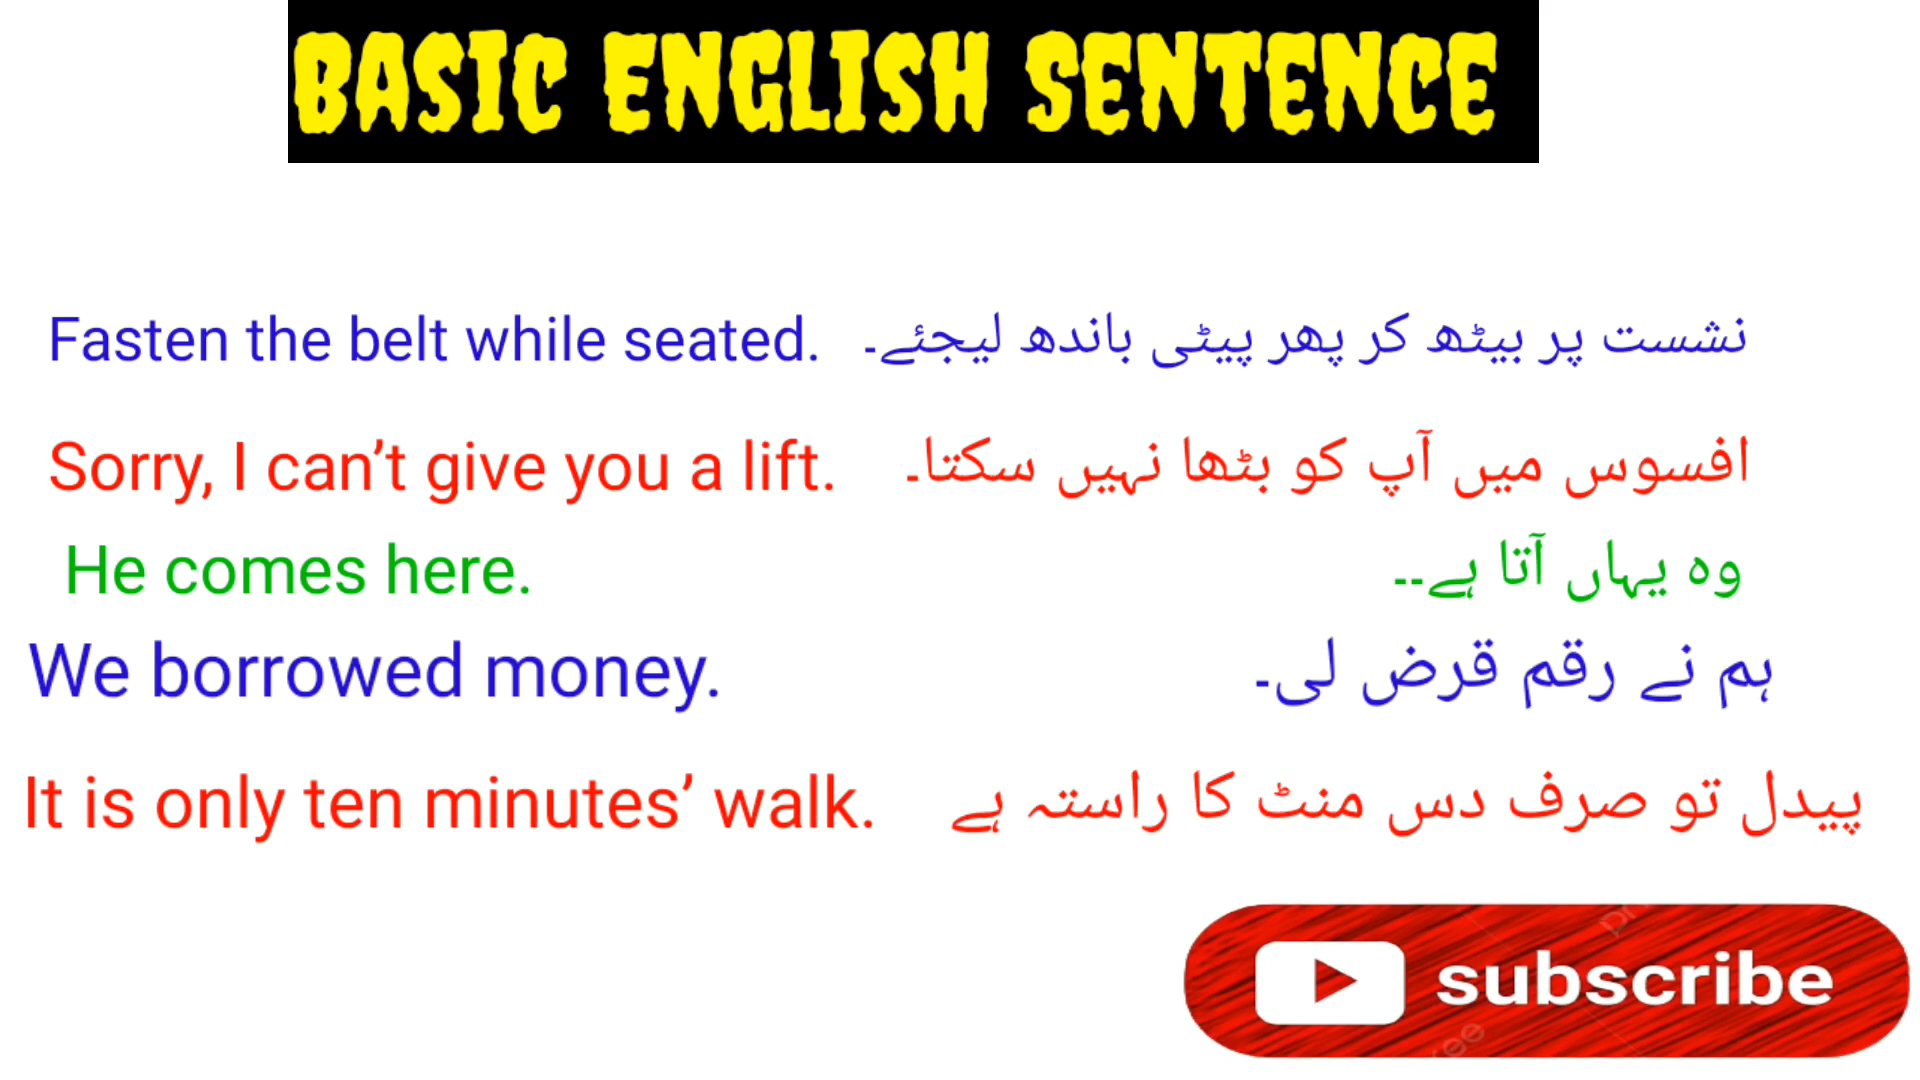 BASIC ENGLISH SENTENCE
Fasten the belt while seated. نشست پر بیٹھ کر پھر پیٹی باندھ لیجئے۔
Sorry, I can’t give you a lift. افسوس میں آپ کو بٹھا نہیں سکتا۔
He comes here. وہ یہاں آتا ہے۔۔
We borrowed money. ہم نے رقم قرض لی۔
It is only ten minutes’ walk. پیدل تو صرف دس منٹ کا راستہ ہے
subscribe